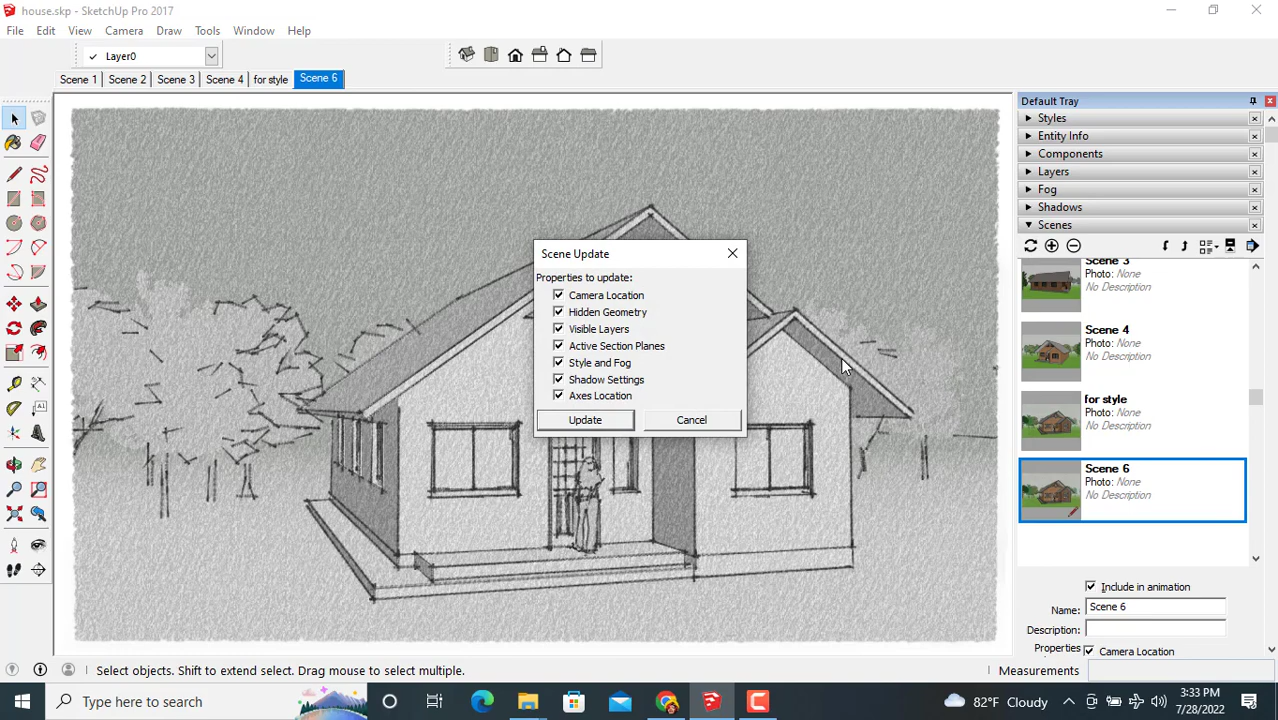 house.skp - SketchUp Pro 2017
File Edit View Camera Draw Tools Window Help
Layer0
Scene 1 Scene 2 Scene 3 Scene 4 for style Scene 6
Default Tray
Styles
Entity Info
Components
Layers
Fog
Shadows
Scenes
Scene 3
Photo: None
No Description
Scene 4
Photo: None
No Description
for style
Photo: None
No Description
Scene 6
Photo: None
No Description
Include in animation
Name: Scene 6
Description:
Properties
Camera Location
Scene Update
Properties to update:
Camera Location
Hidden Geometry
Visible Layers
Active Section Planes
Style and Fog
Shadow Settings
Axes Location
Update Cancel
Select objects. Shift to extend select. Drag mouse to select multiple.
Measurements
Type here to search
82°F Cloudy
3:33 PM
7/28/2022